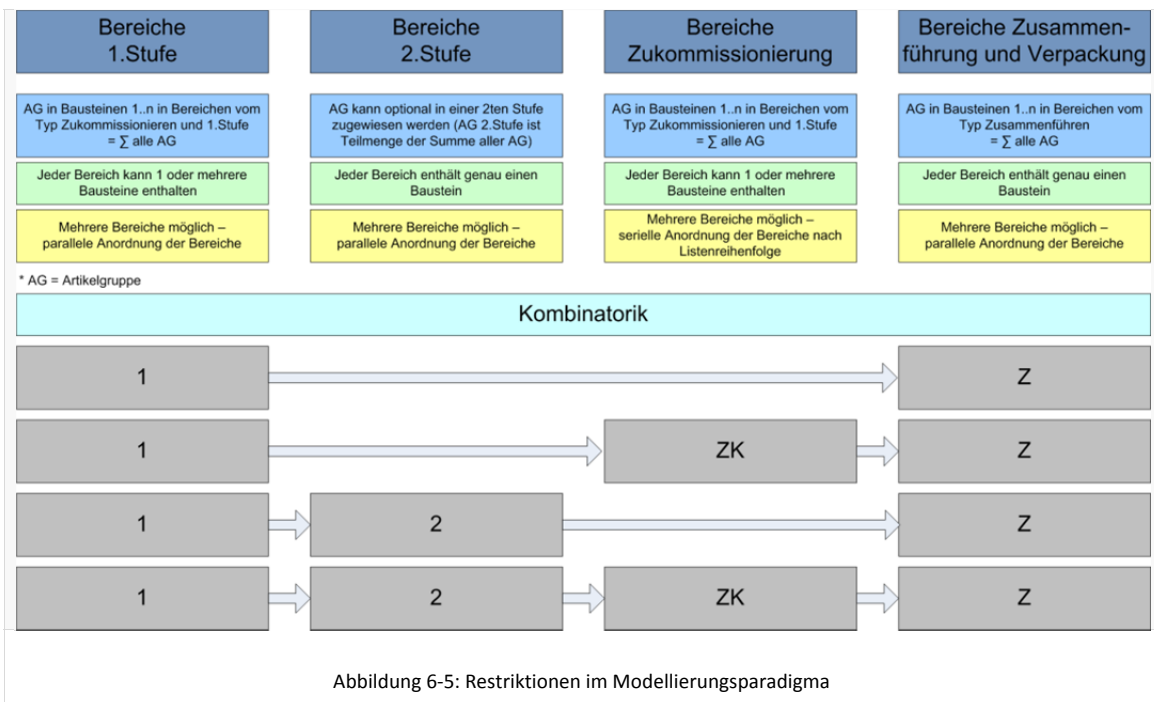 Bereiche
1.Stufe
Bereiche
2.Stufe
Bereiche
Zukommissionierung
Bereiche Zusammen-
führung und Verpackung
AG in Bausteinen 1..n in Bereichen vom
Typ Zukommissionieren und 1.Stufe
= ∑ alle AG
AG kann optional in einer 2ten Stufe
zugewiesen werden (AG 2.Stufe ist
Teilmenge der Summe aller AG)
AG in Bausteinen 1..n in Bereichen vom
Typ Zukommissionieren und 1.Stufe
= ∑ alle AG
AG in Bausteinen 1..n in Bereichen vom
Typ Zusammenführen
= ∑ alle AG
Jeder Bereich kann 1 oder mehrere
Bausteine enthalten
Jeder Bereich enthält genau einen
Baustein
Jeder Bereich kann 1 oder mehrere
Bausteine enthalten
Jeder Bereich enthält genau einen
Baustein
Mehrere Bereiche möglich –
parallele Anordnung der Bereiche
Mehrere Bereiche möglich –
parallele Anordnung der Bereiche
Mehrere Bereiche möglich –
serielle Anordnung der Bereiche nach
Listenreihenfolge
Mehrere Bereiche möglich –
parallele Anordnung der Bereiche
* AG = Artikelgruppe
Kombinatorik
1
Z
1
ZK
Z
1
2
Z
1
2
ZK
Z
Abbildung 6-5: Restriktionen im Modellierungsparadigma